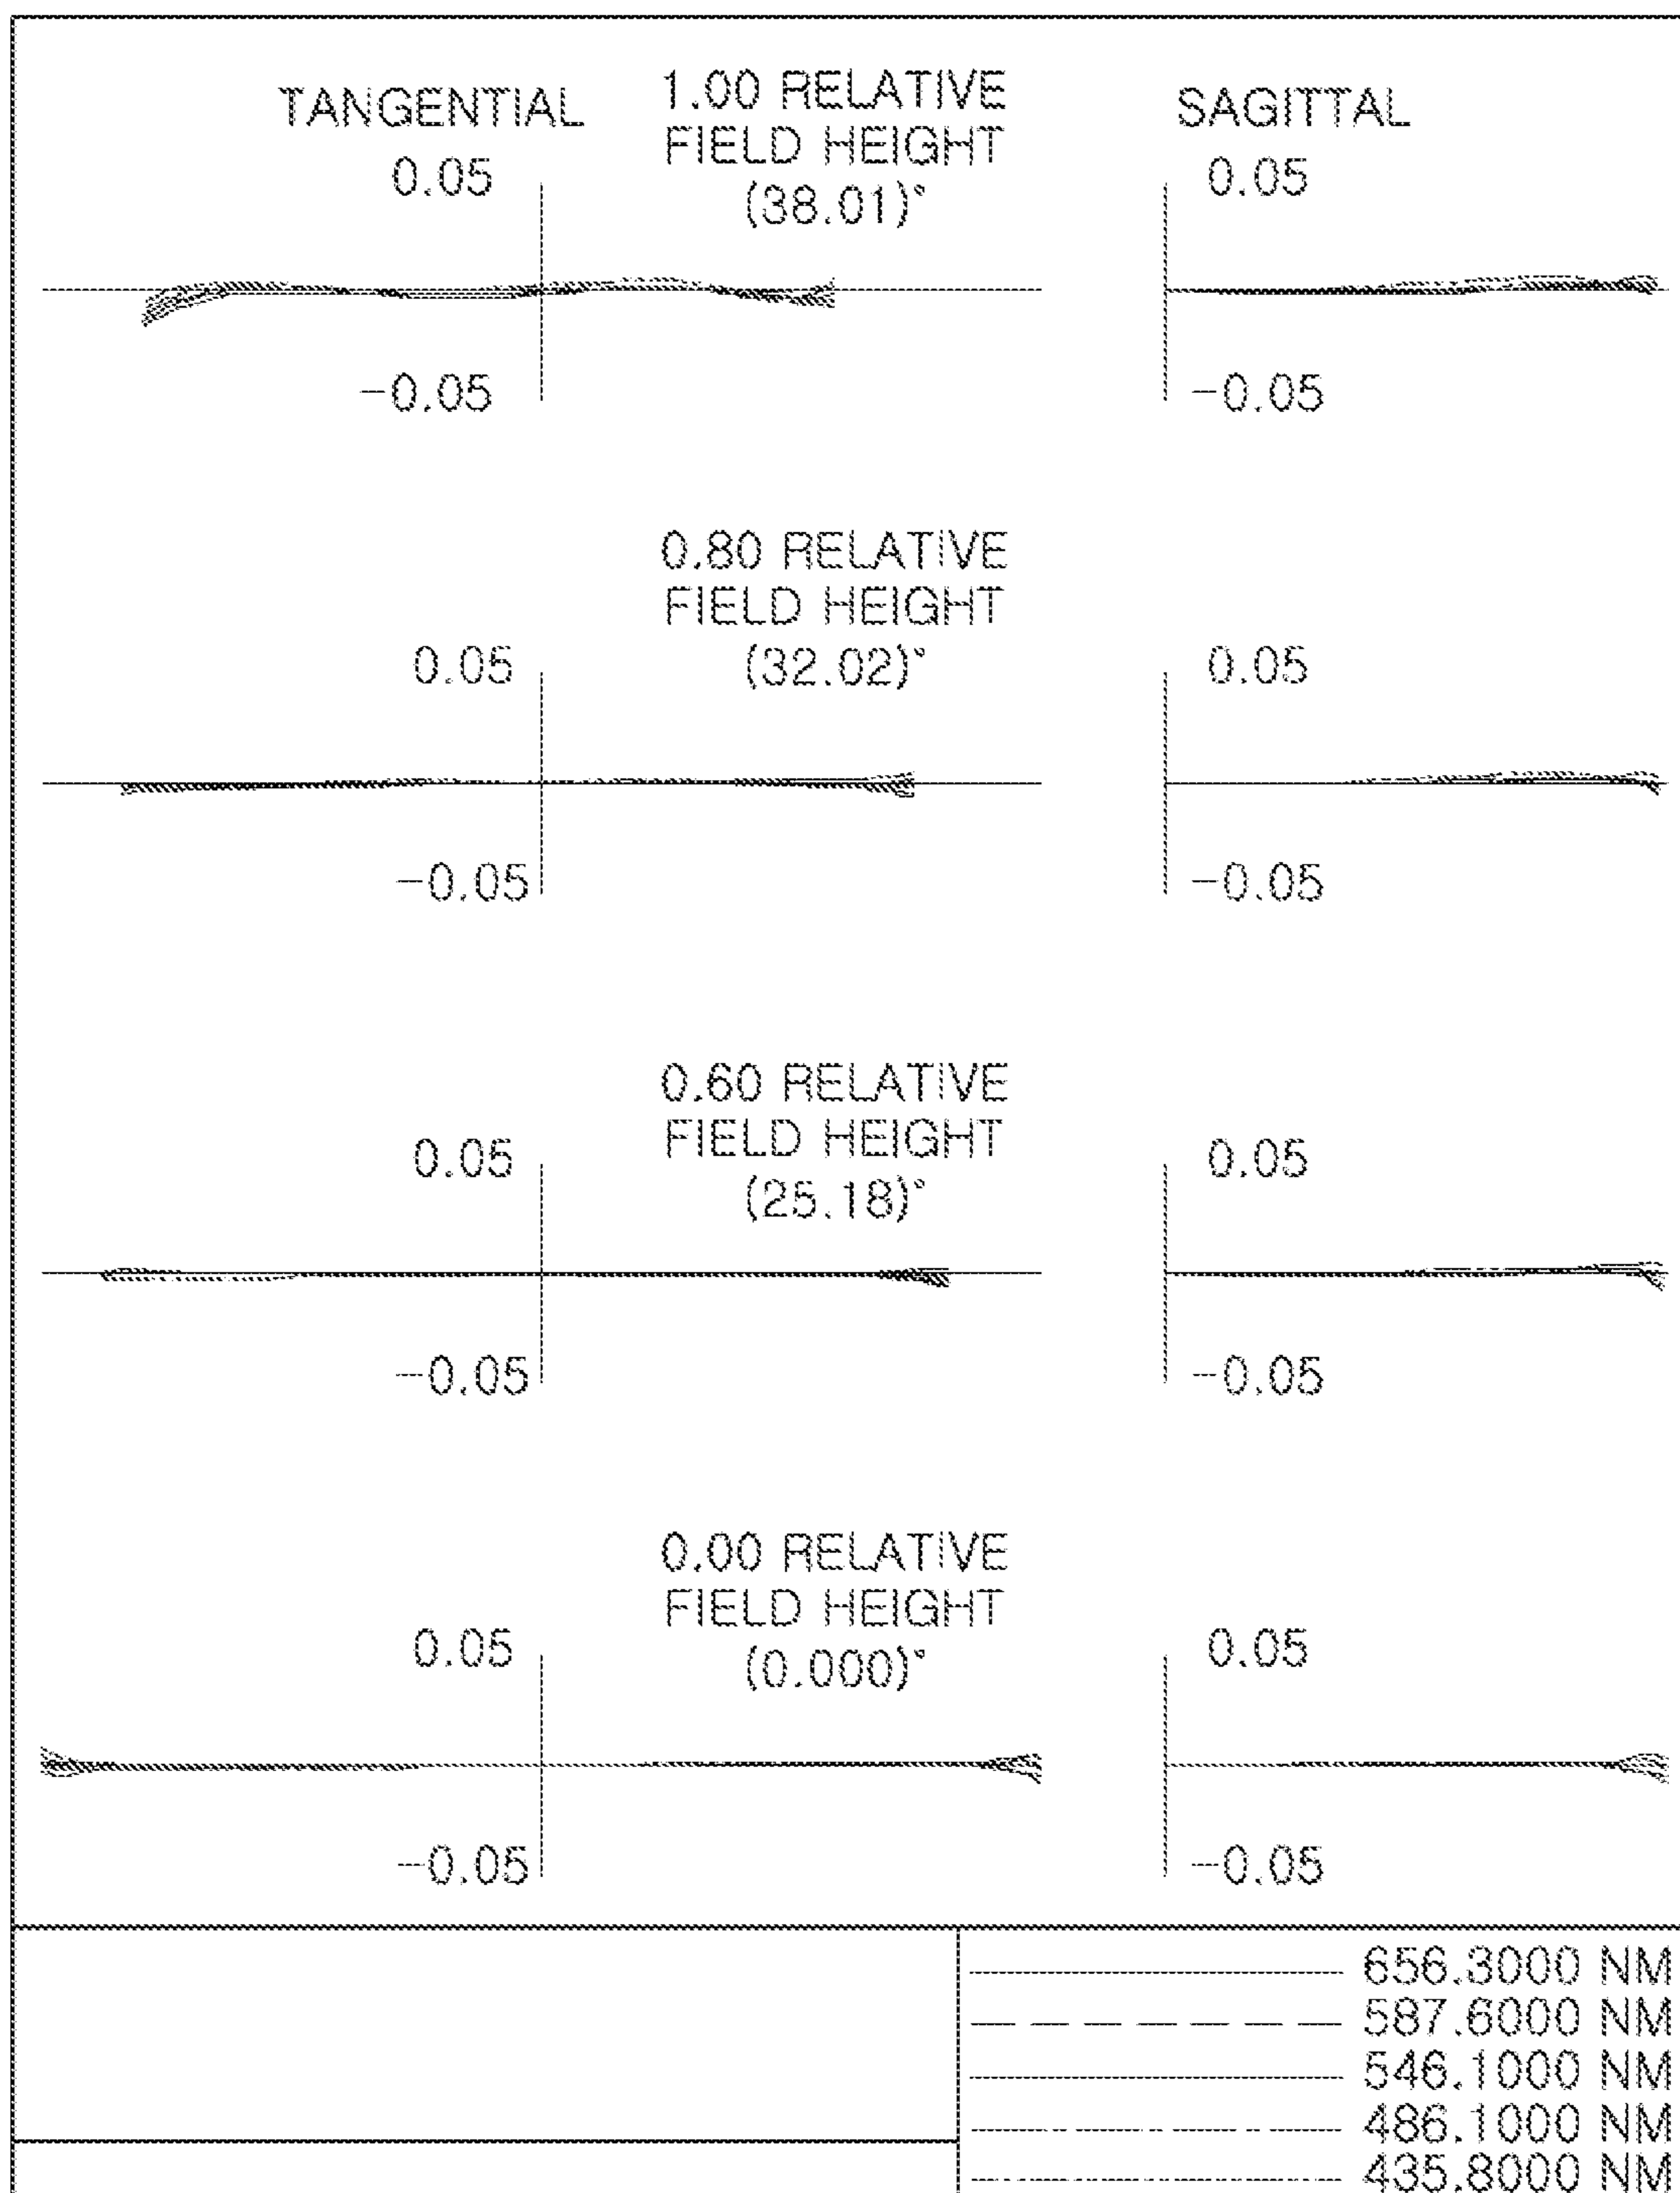 TANGENTIAL
1.00 RELATIVE
FIELD HEIGHT
(38.01)°
SAGITTAL
0.05
0.05
-0.05
-0.05
0.80 RELATIVE
FIELD HEIGHT
(32.02)°
0.05
0.05
-0.05
-0.05
0.60 RELATIVE
FIELD HEIGHT
(25.18)°
0.05
0.05
-0.05
-0.05
0.00 RELATIVE
FIELD HEIGHT
(0.000)°
0.05
0.05
-0.05
-0.05
656.3000 NM
587.6000 NM
546.1000 NM
486.1000 NM
435.8000 NM